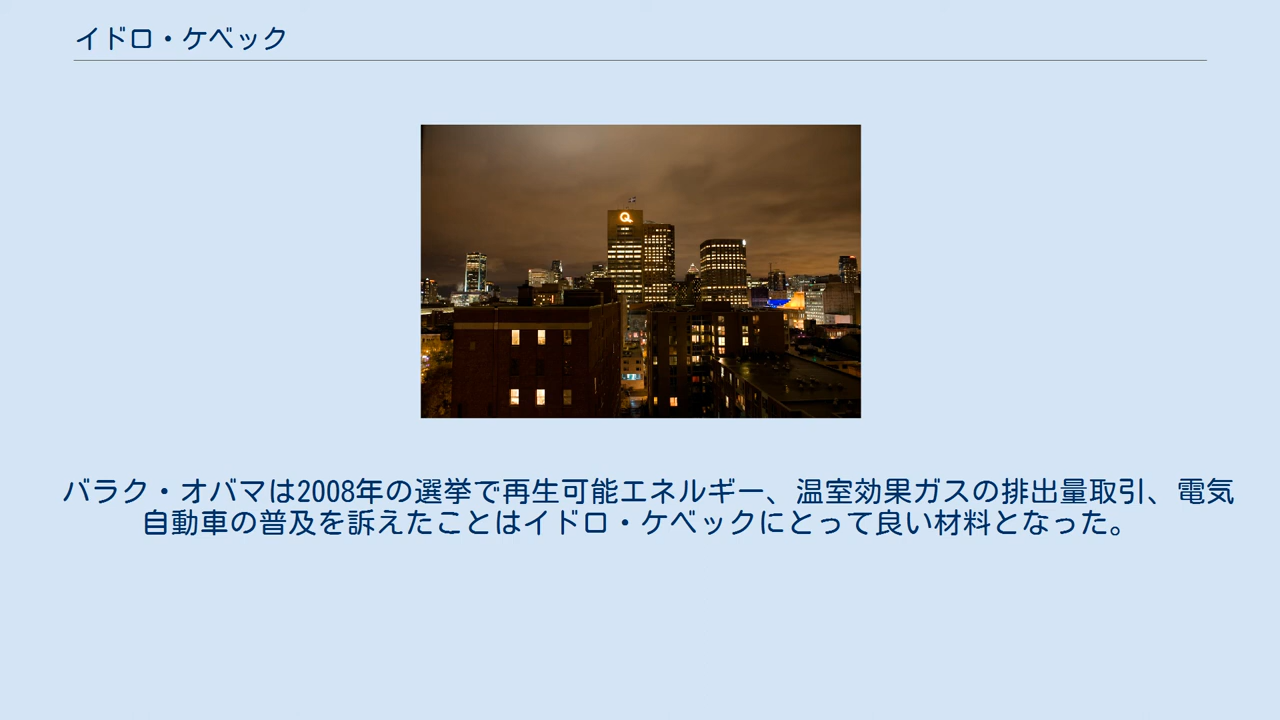 イドロ・ケベック
バラク・オバマは2008年の選挙で再生可能エネルギー、温室効果ガスの排出量取引、電気
自動車の普及を訴えたことはイドロ・ケベックにとって良い材料となった。